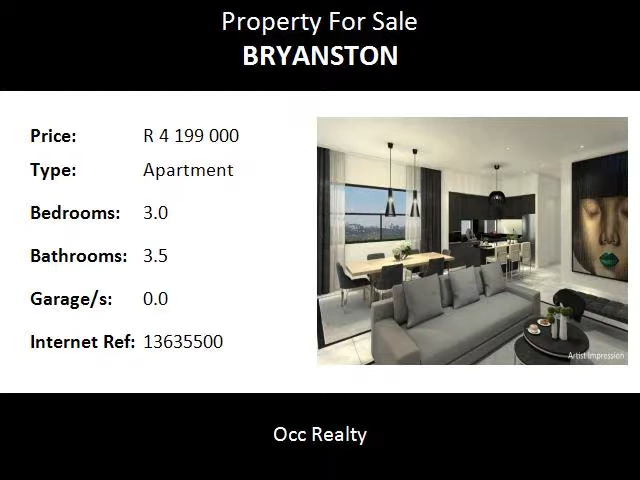 Property For Sale
BRYANSTON
Price: R 4 199 000
Type: Apartment
Bedrooms: 3.0
Bathrooms: 3.5
Garage/s: 0.0
Internet Ref: 13635500
Artist Impression
Occ Realty